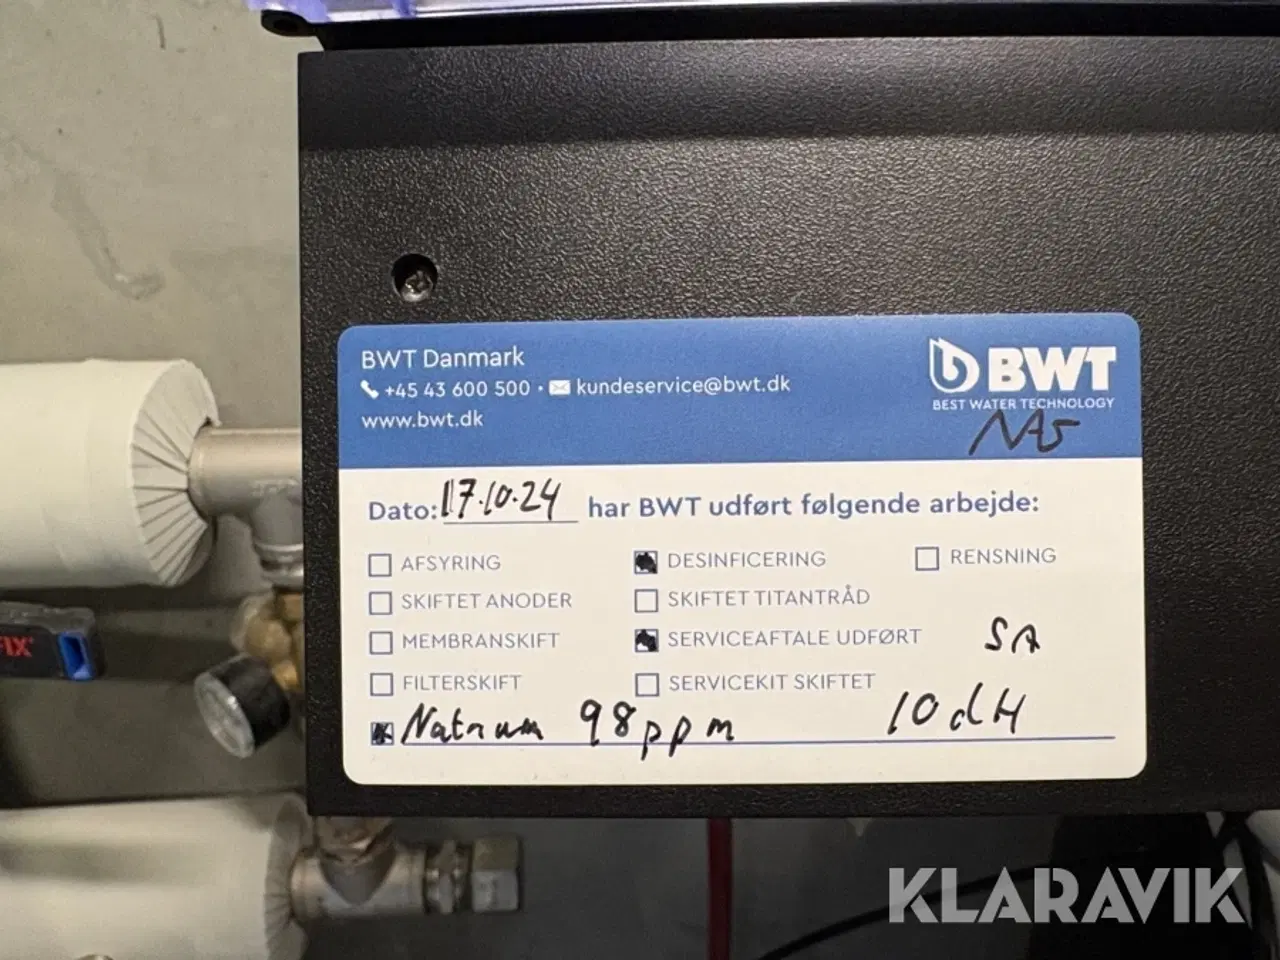 BWT Danmark
+45 43 600 500 · kundeservice@bwt.dk
www.bwt.dk
BWT
BEST WATER TECHNOLOGY
Dato: 17.10.24 har BWT udført følgende arbejde:
AFSYRING DESINFICERING RENSNING
SKIFTET ANODER SKIFTET TITANTRÅD
MEMBRANSKIFT SERVICEAFTALE UDFØRT SA
FILTERSKIFT SERVICEKIT SKIFTET
Natrium 98ppm 10dH
FIX
KLARAVIK